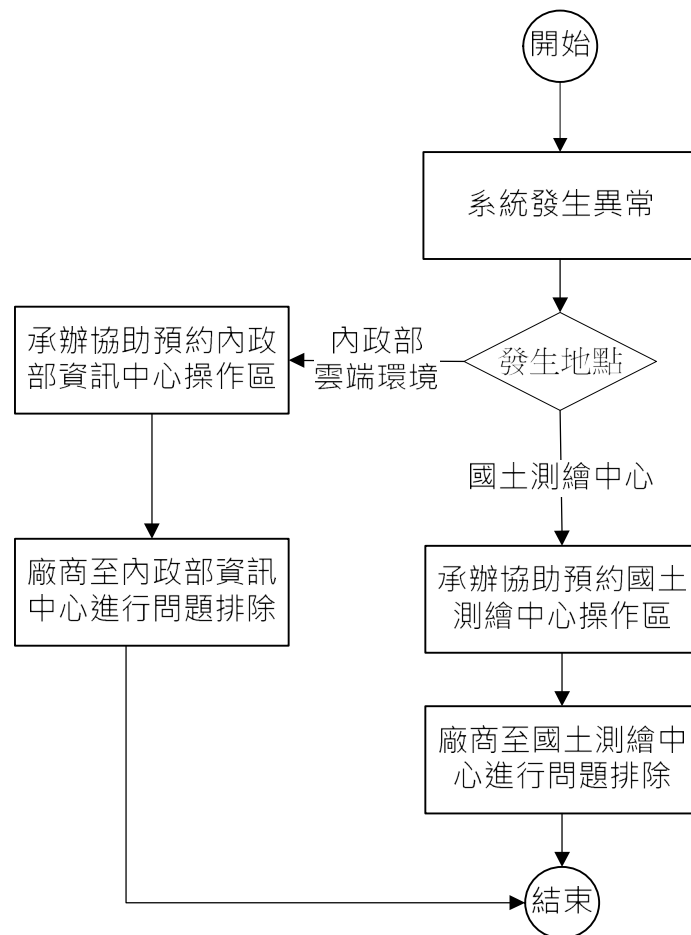 開始
系統發生異常
發生地點
內政部
雲端環境
承辦協助預約內政
部資訊中心操作區
廠商至內政部資訊
中心進行問題排除
國土測繪中心
承辦協助預約國土
測繪中心操作區
廠商至國土測繪中
心進行問題排除
結束